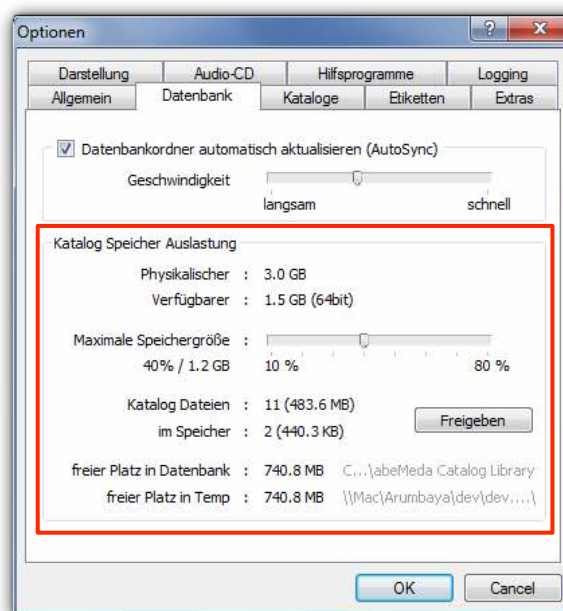 Optionen
Darstellung Audio-CD Hilfsprogramme Logging
Allgemein Datenbank Kataloge Etiketten Extras
Datenbankordner automatisch aktualisieren (AutoSync)
Geschwindigkeit
langsam schnell
Katalog Speicher Auslastung
Physikalischer : 3.0 GB
Verfügbarer : 1.5 GB (64bit)
Maximale Speichergröße :
40% / 1.2 GB 10 % 80 %
Katalog Dateien : 11 (483.6 MB)
Freigeben
im Speicher : 2 (440.3 KB)
freier Platz in Datenbank : 740.8 MB C...\abeMeda Catalog Library
freier Platz in Temp : 740.8 MB \\Mac\Arumbaya\dev\dev....\
OK Cancel